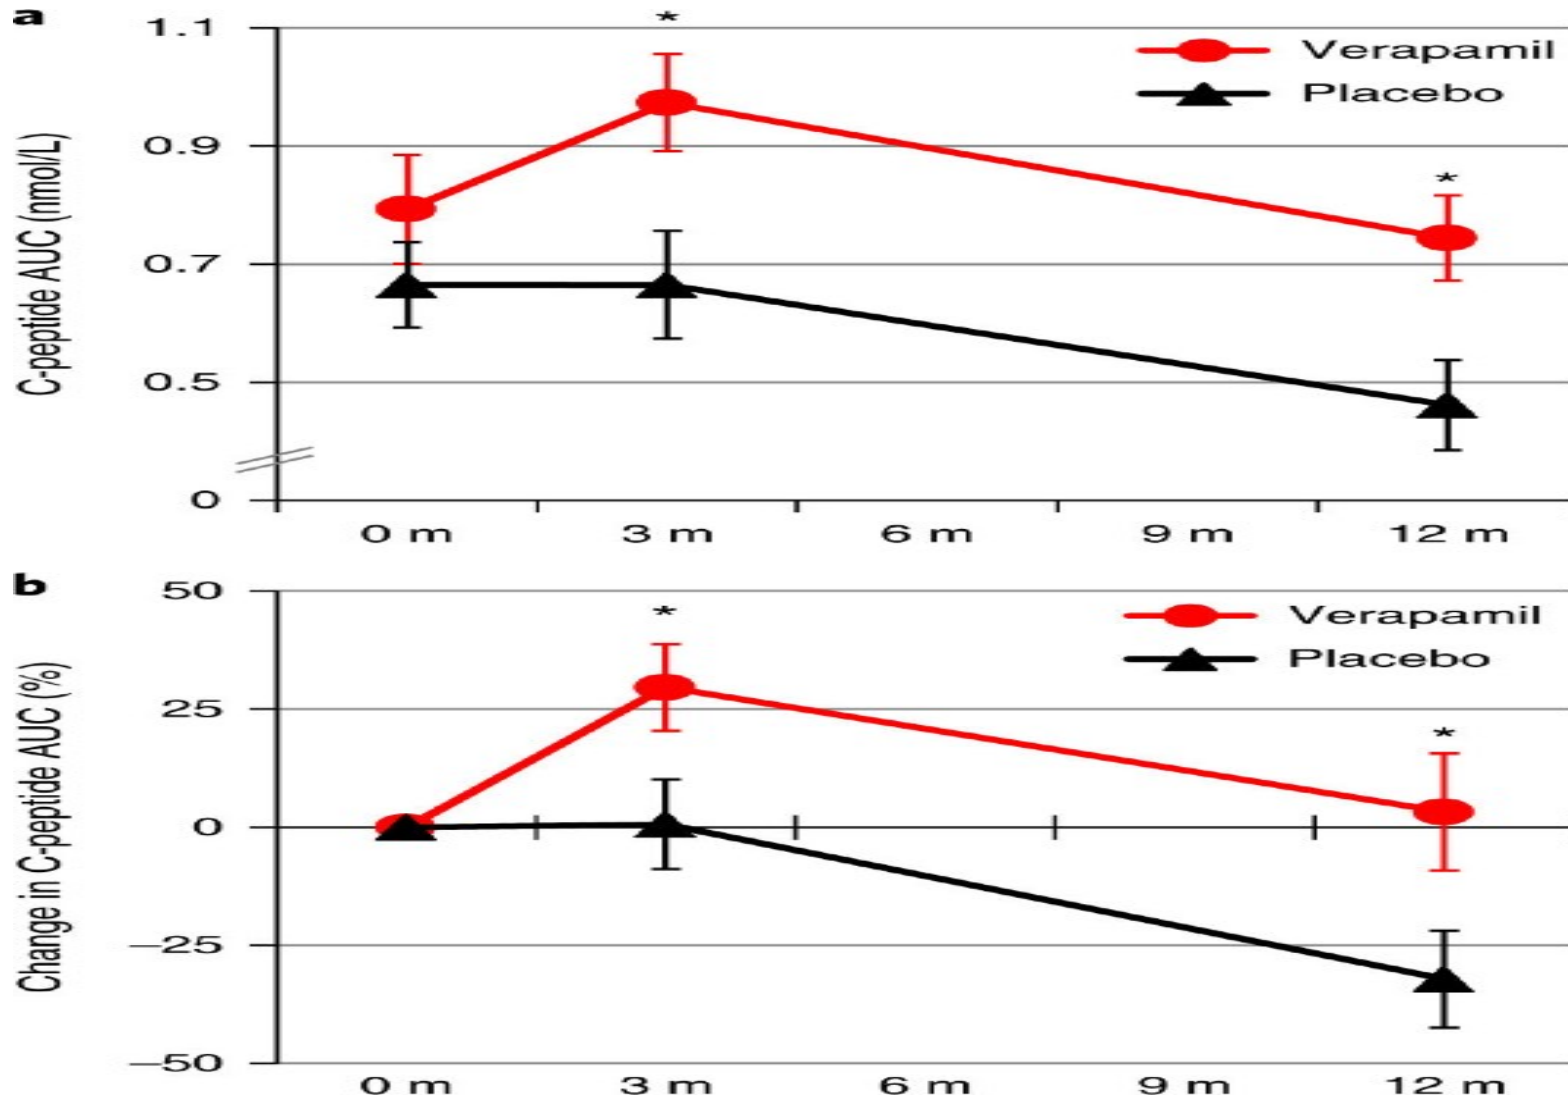 a
1.1
*
Verapamil
Placebo
0.9
*
0.7
0.5
0
C-peptide AUC (nmol/L)
0 m 3 m 6 m 9 m 12 m
b
50
*
Verapamil
Placebo
25
*
0
−25
−50
Change in C-peptide AUC (%)
0 m 3 m 6 m 9 m 12 m